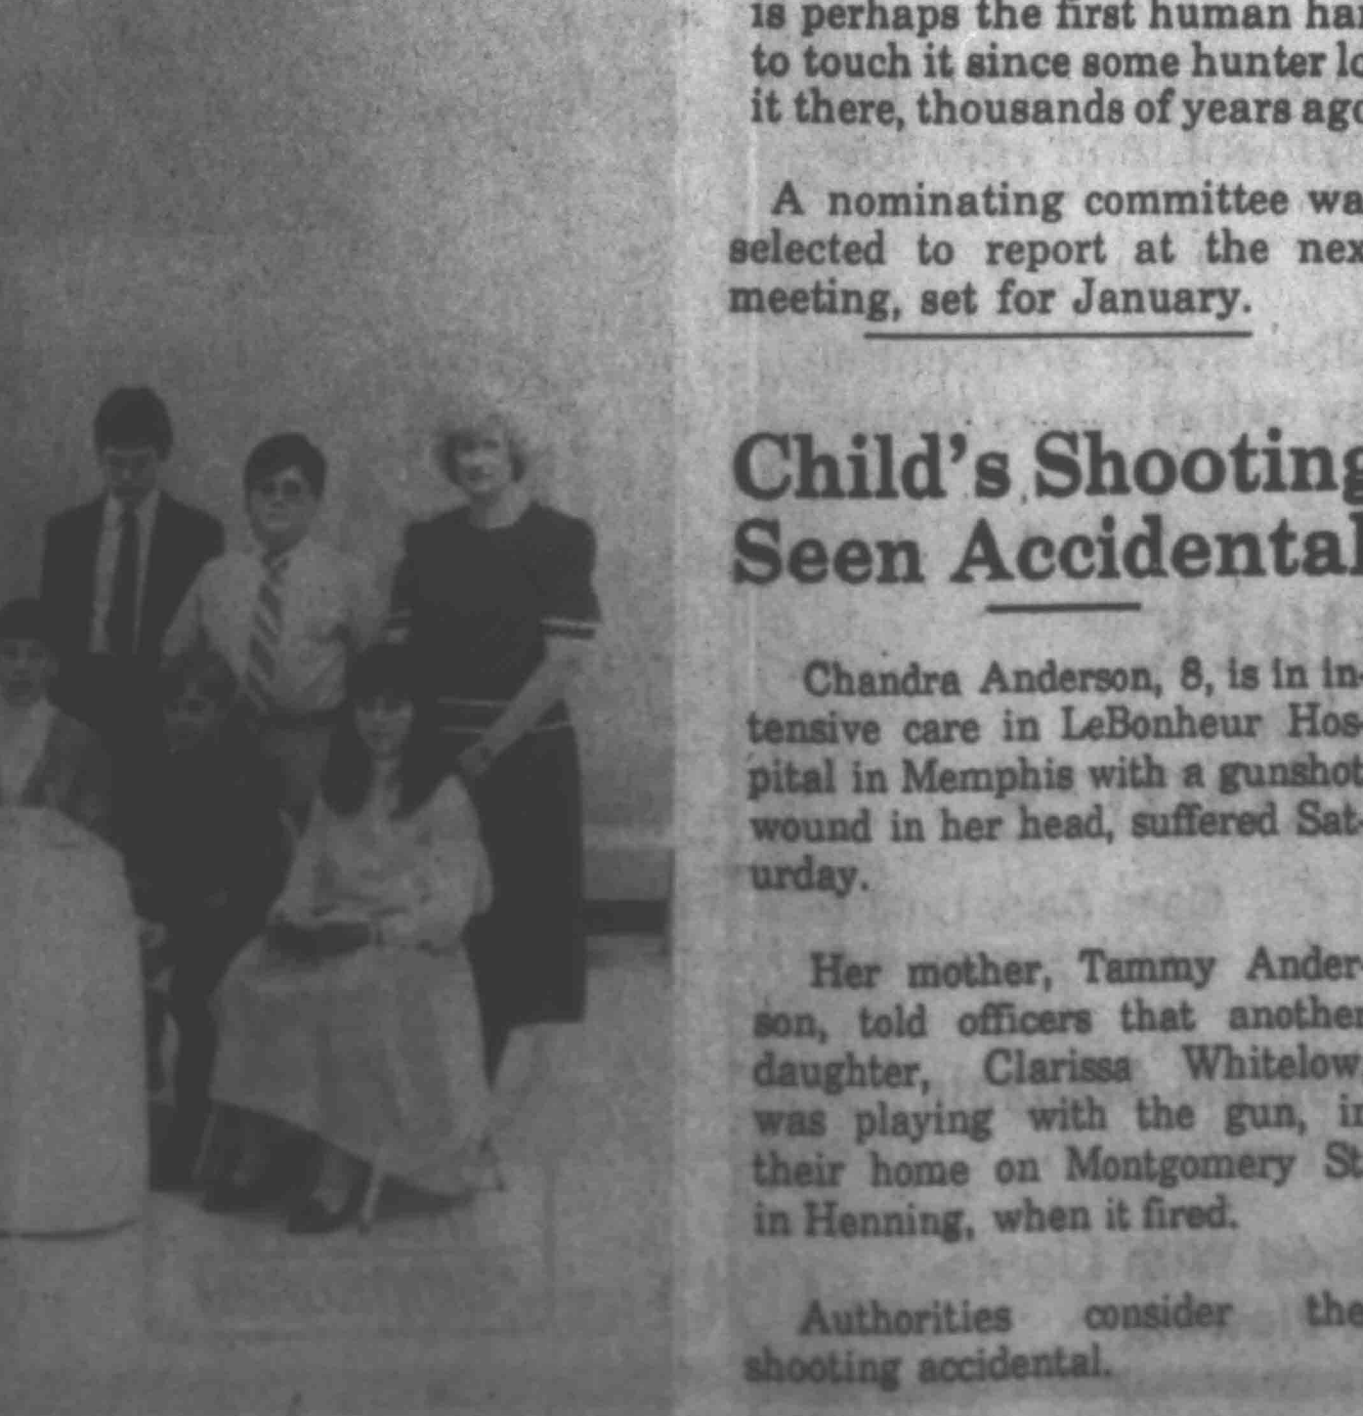 is perhaps the first human
to touch it since some hunter
it there, thousands of years
A nominating committee
selected to report at the
meeting, set for January.
Child's Shooting
Seen Accidental
Chandra Anderson, 8, is in in-
tensive care in LeBonheur Hos-
pital in Memphis with a gunshot
wound in her head, suffered Sat-
urday.
Her mother, Tammy Ander-
son, told officers that another
daughter, Clarissa Whitelow
was playing with the gun,
their home on Montgomery St
in Henning, when it fired.
Authorities consider the
shooting accidental.